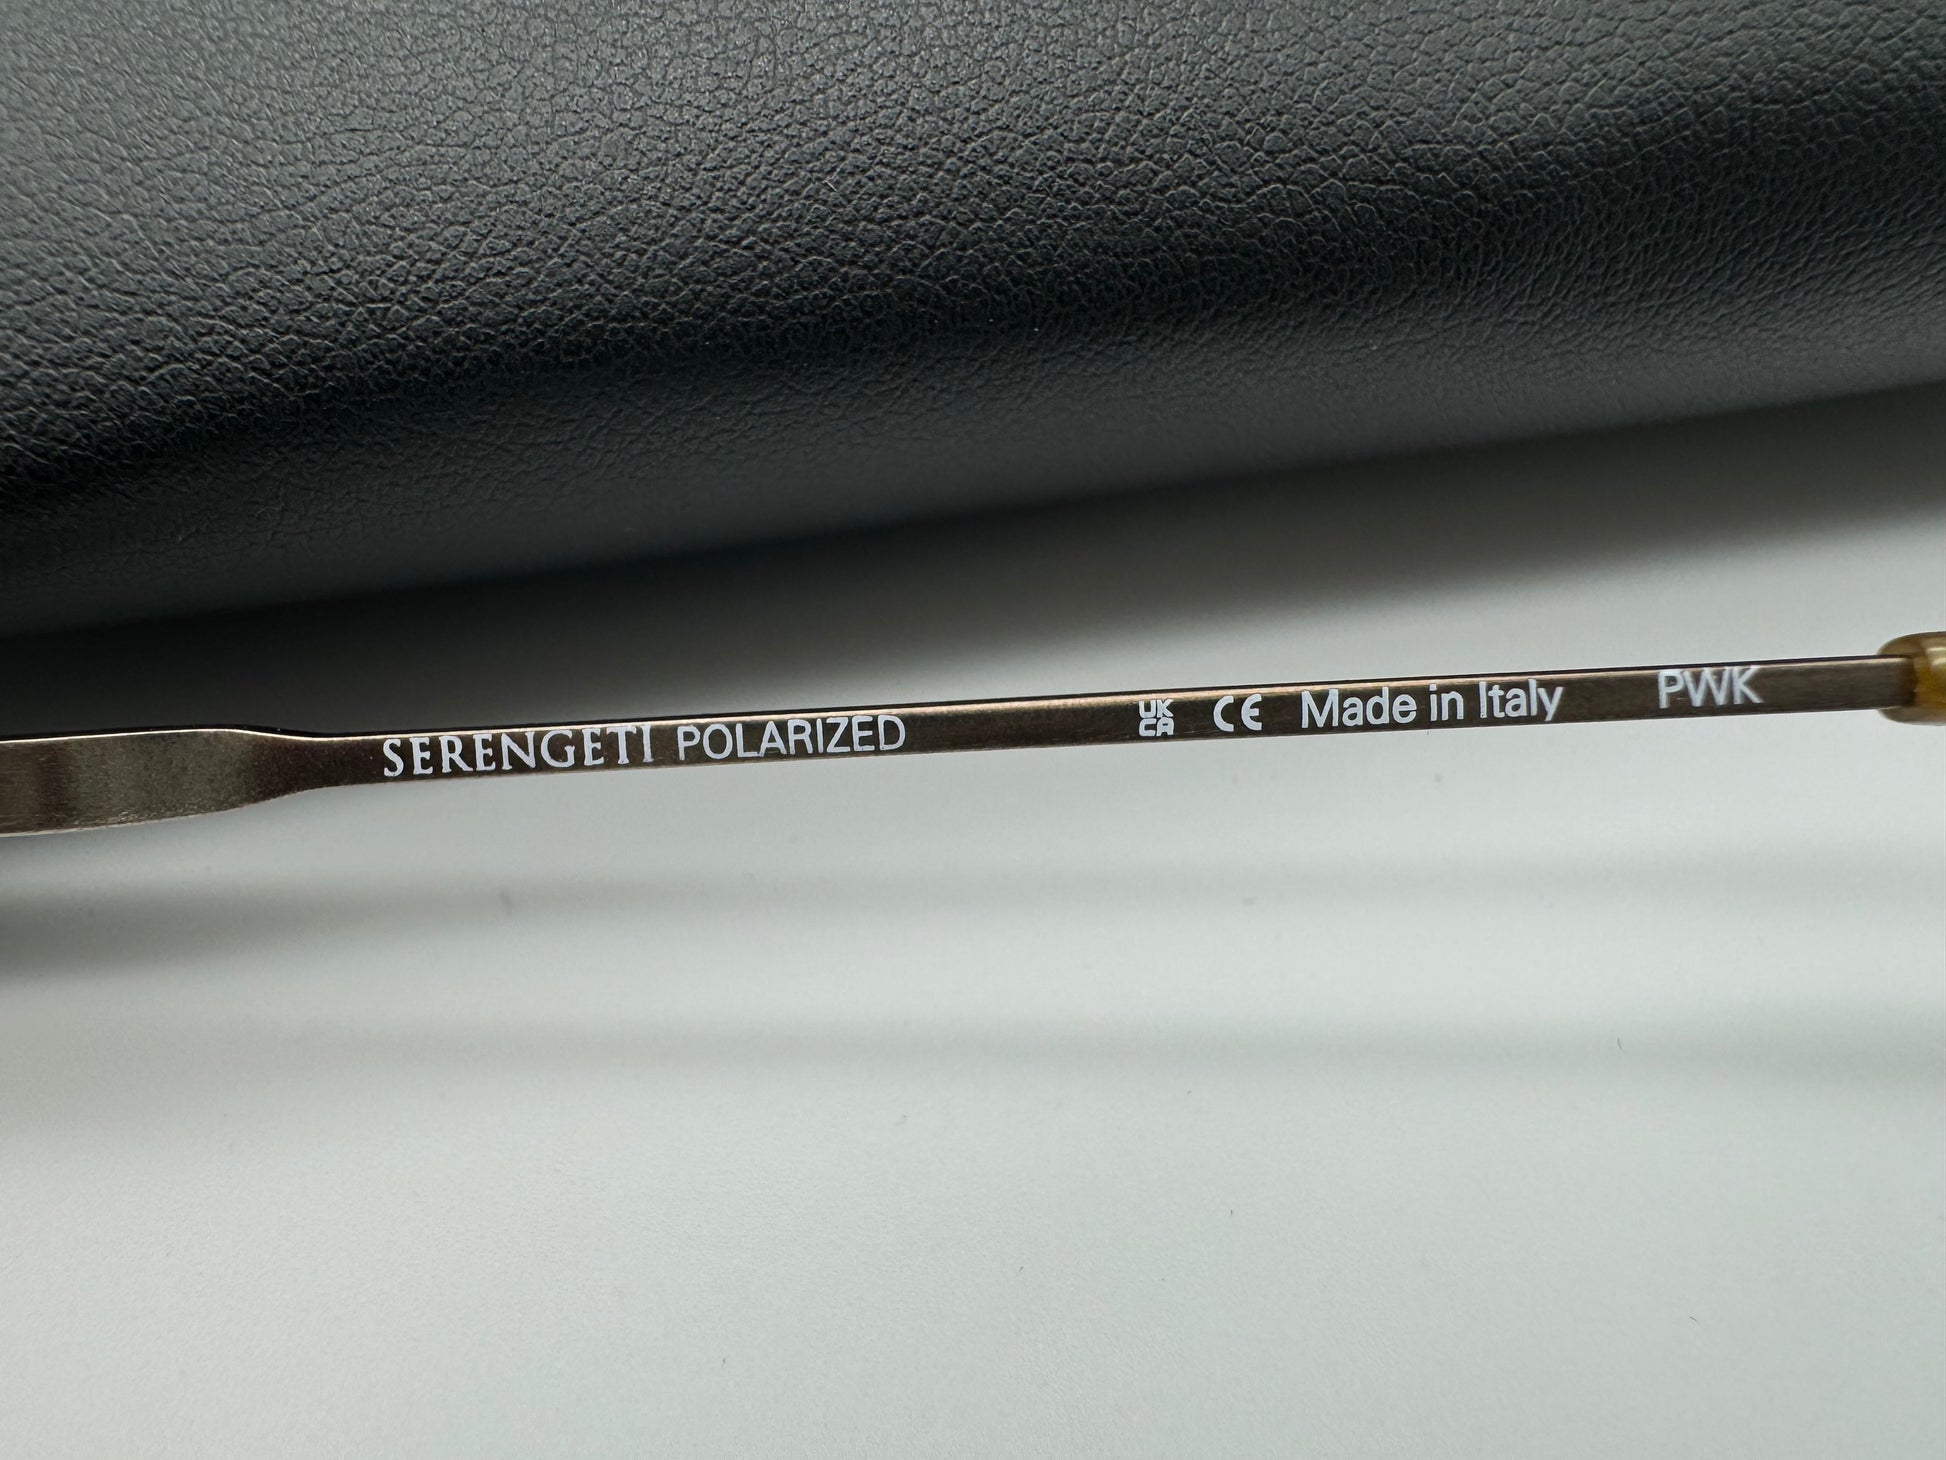 SERENGETI POLARIZED UK CA CE Made in Italy PWK